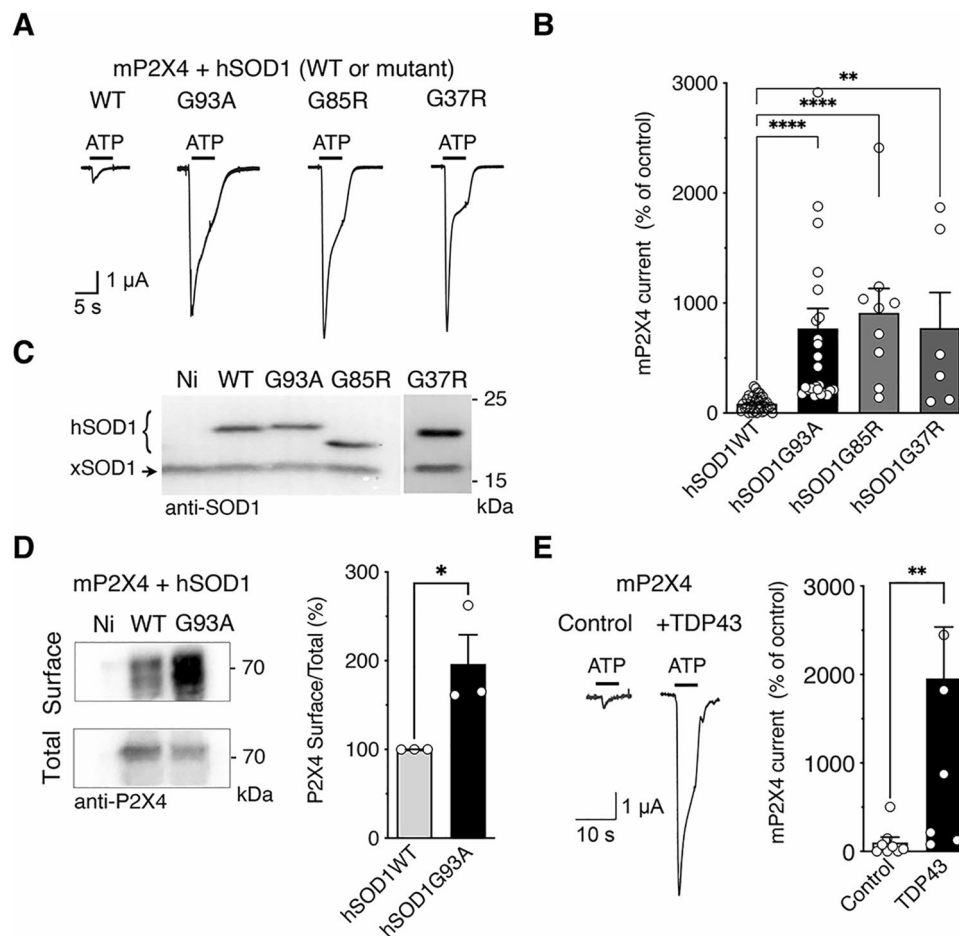 A
mP2X4 + hSOD1 (WT or mutant)
WT G93A G85R G37R
ATP ATP ATP ATP
1 µA
5 s
B
**
****
****
mP2X4 current (% of ocntrol)
3000
2000
1000
0
hSOD1WT
hSOD1G93A
hSOD1G85R
hSOD1G37R
C
Ni WT G93A G85R G37R
hSOD1
xSOD1
25
15
anti-SOD1
kDa
D
mP2X4 + hSOD1
Ni WT G93A
Surface
70
Total
70
anti-P2X4
kDa
P2X4 Surface/Total (%)
300
200
100
0
*
hSOD1WT
hSOD1G93A
E
mP2X4
Control +TDP43
ATP ATP
1 µA
10 s
mP2X4 current (% of ocntrol)
3000
2000
1000
0
**
Control
TDP43